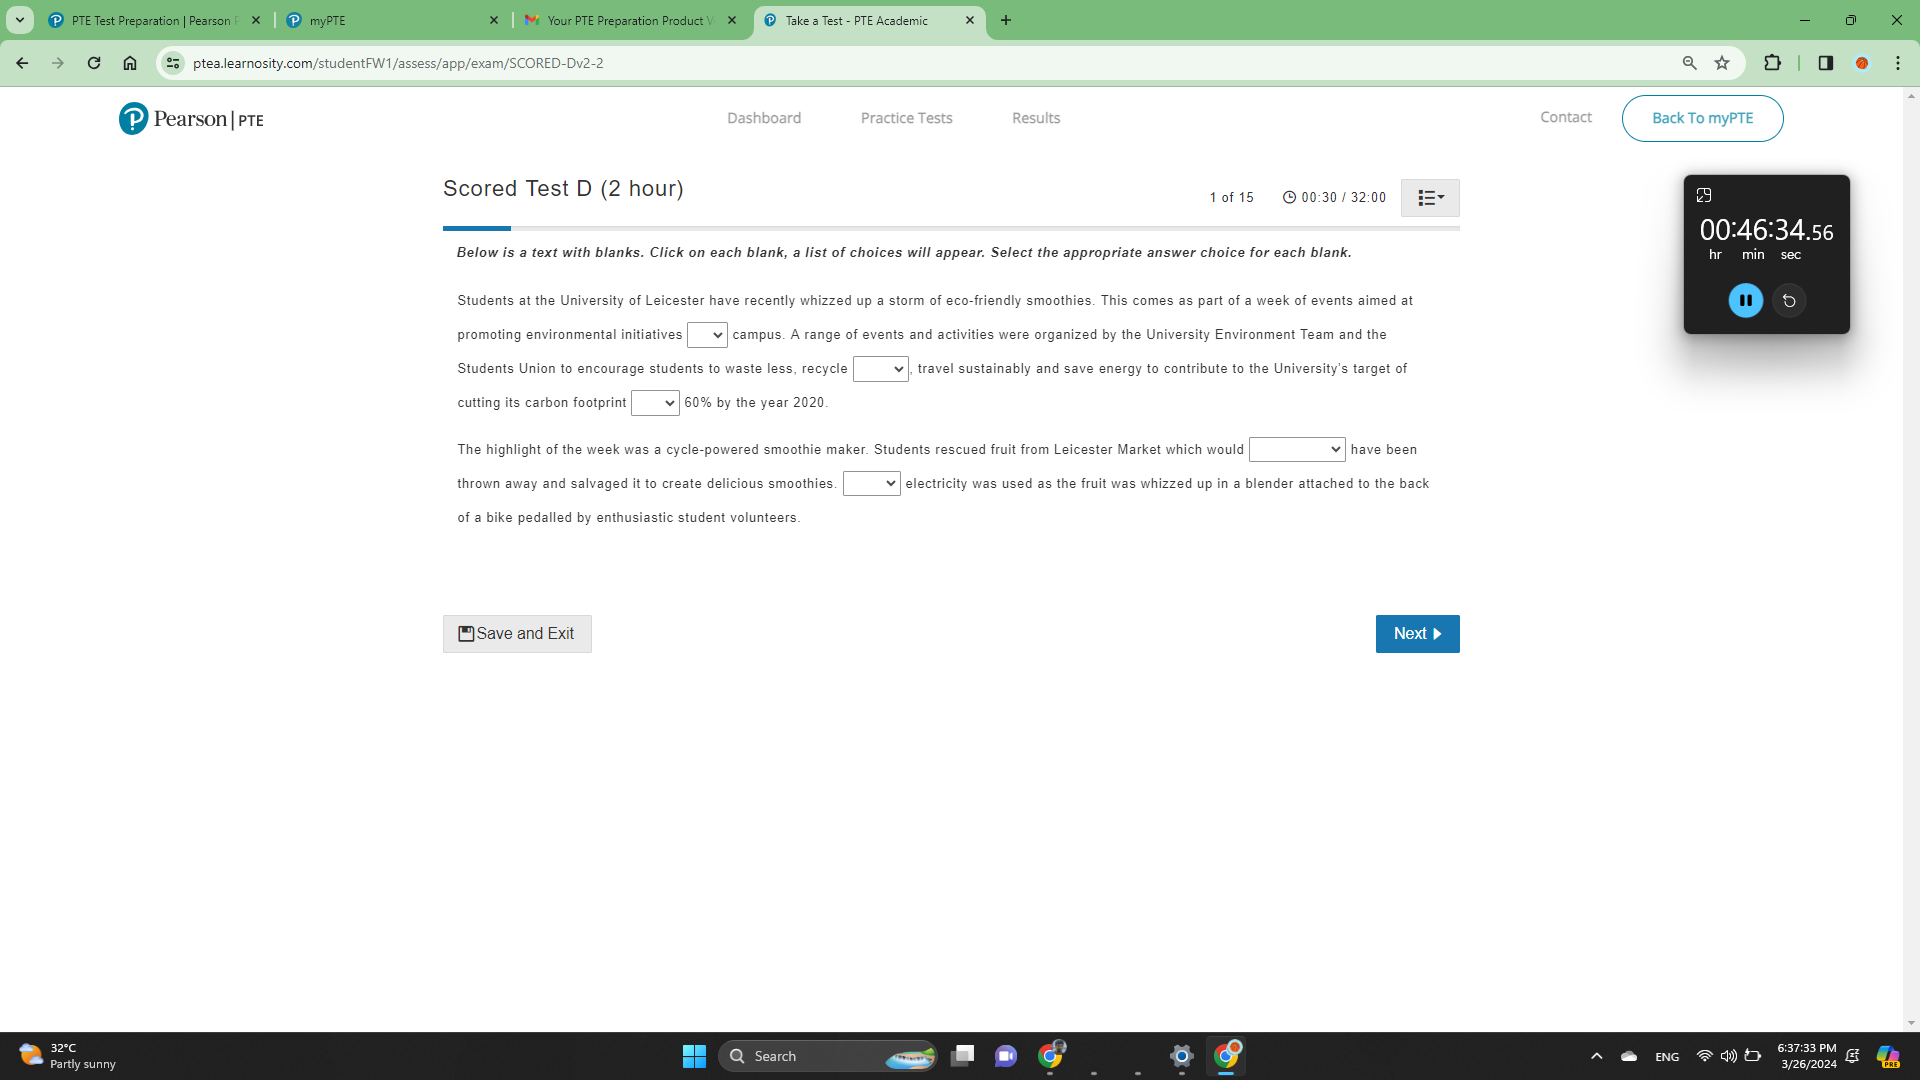 PTE Test Preparation | Pearson P
myPTE
Your PTE Preparation Product V
Take a Test - PTE Academic
ptea.learnosity.com/studentFW1/assess/app/exam/SCORED-Dv2-2
Pearson | PTE
Dashboard
Practice Tests
Results
Contact
Back To myPTE
Scored Test D (2 hour)
1 of 15
00:30 / 32:00
00:46:34.56
hr min sec
Below is a text with blanks. Click on each blank, a list of choices will appear. Select the appropriate answer choice for each blank.
Students at the University of Leicester have recently whizzed up a storm of eco-friendly smoothies. This comes as part of a week of events aimed at
promoting environmental initiatives campus. A range of events and activities were organized by the University Environment Team and the
Students Union to encourage students to waste less, recycle , travel sustainably and save energy to contribute to the University's target of
cutting its carbon footprint 60% by the year 2020.
The highlight of the week was a cycle-powered smoothie maker. Students rescued fruit from Leicester Market which would have been
thrown away and salvaged it to create delicious smoothies. electricity was used as the fruit was whizzed up in a blender attached to the back
of a bike pedalled by enthusiastic student volunteers.
Save and Exit
Next
32°C
Partly sunny
Search
ENG
6:37:33 PM
3/26/2024
PRE